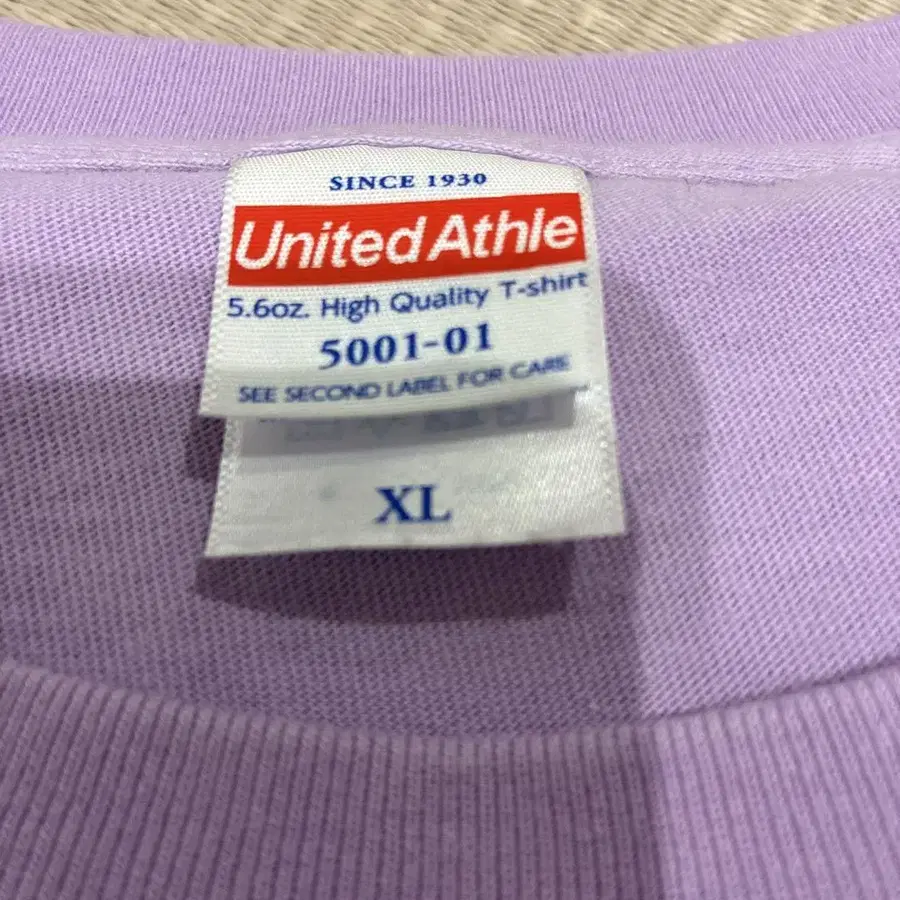 SINCE 1930
United Athle
5.6oz. High Quality T-shirt
5001-01
SEE SECOND LABEL FOR CARE
XL